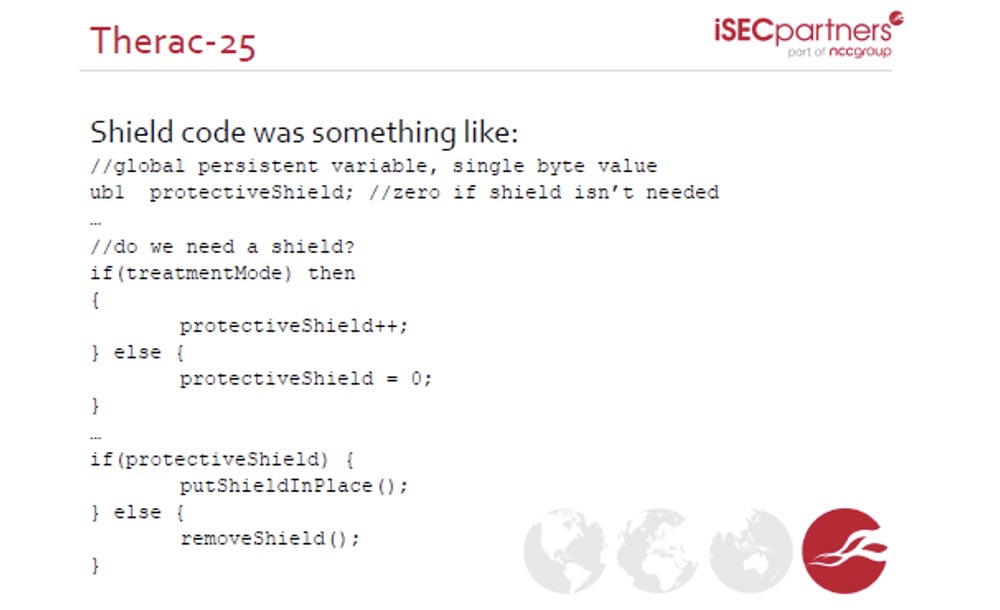 Therac-25
iSECpartners
part of nccgroup
Shield code was something like:
//global persistent variable, single byte value
ub1  protectiveShield; //zero if shield isn’t needed
…
//do we need a shield?
if(treatmentMode) then
{
        protectiveShield++;
} else {
        protectiveShield = 0;
}
…
if(protectiveShield) {
        putShieldInPlace();
} else {
        removeShield();
}